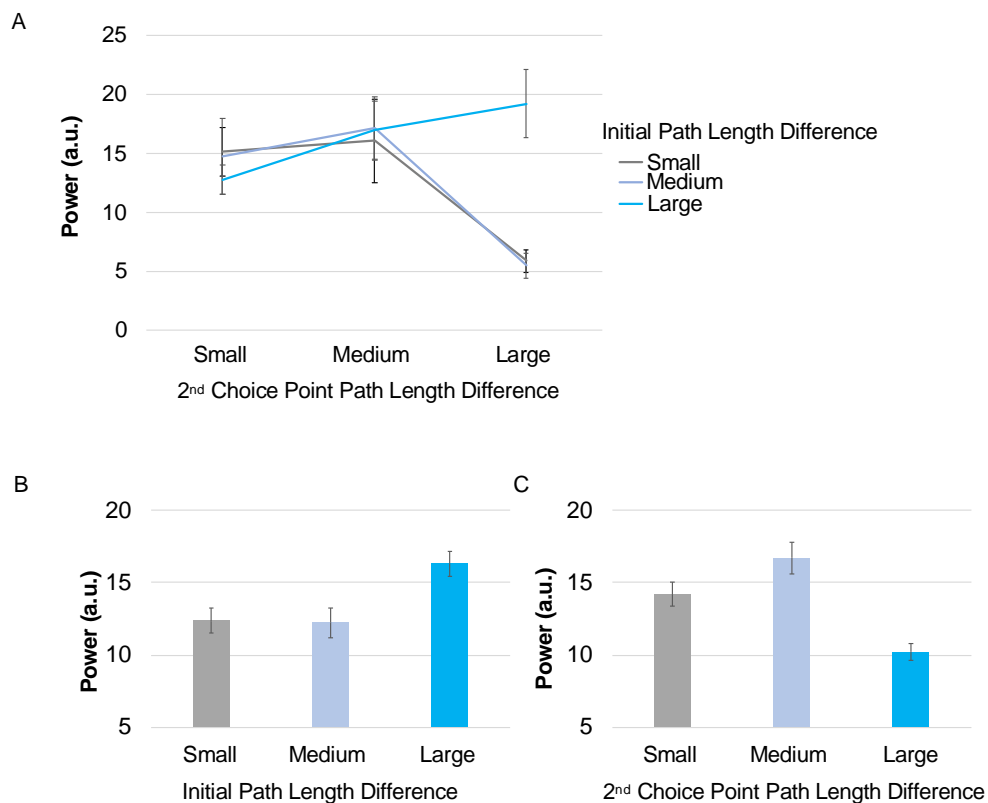 A
Power (a.u.)
25
20
15
10
5
0
Small Medium Large
2nd Choice Point Path Length Difference
Initial Path Length Difference
Small
Medium
Large
B
Power (a.u.)
20
15
10
5
Small Medium Large
Initial Path Length Difference
C
Power (a.u.)
20
15
10
5
Small Medium Large
2nd Choice Point Path Length Difference